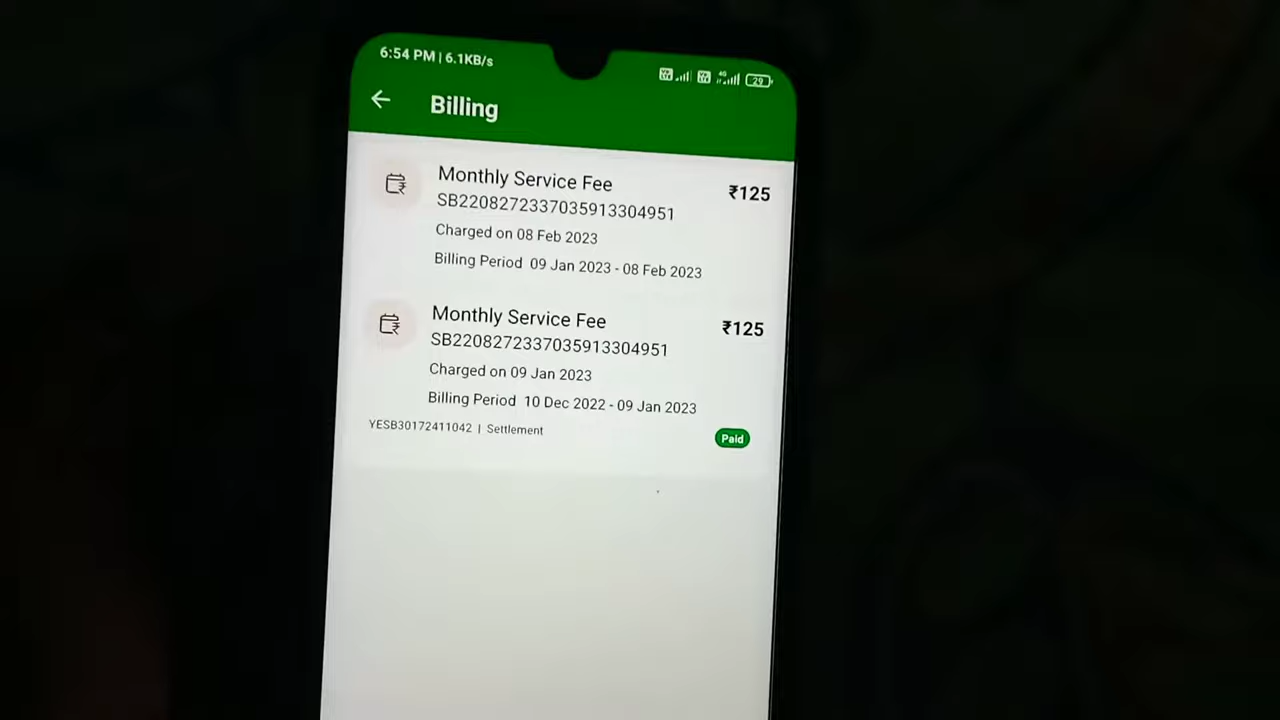 6:54 PM | 6.1KB/s
4G
29
Billing
Monthly Service Fee ₹125
SB2208272337035913304951
Charged on 08 Feb 2023
Billing Period 09 Jan 2023 - 08 Feb 2023
Monthly Service Fee ₹125
SB2208272337035913304951
Charged on 09 Jan 2023
Billing Period 10 Dec 2022 - 09 Jan 2023
YESB30172411042 | Settlement
Paid